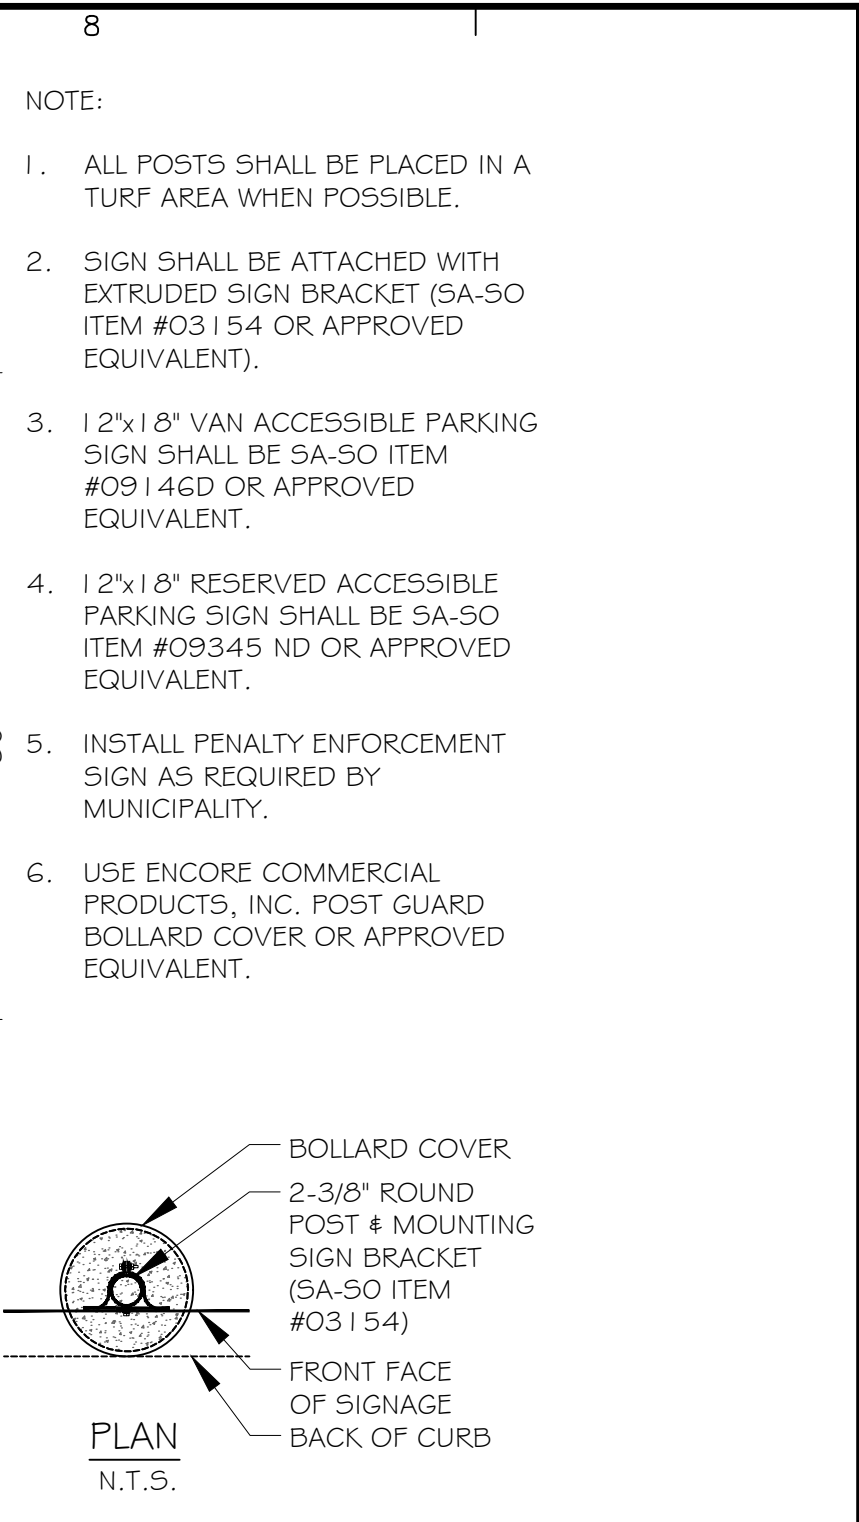 8
NOTE:
1. ALL POSTS SHALL BE PLACED IN A
TURF AREA WHEN POSSIBLE.
2. SIGN SHALL BE ATTACHED WITH
EXTRUDED SIGN BRACKET (SA-SO
ITEM #03154 OR APPROVED
EQUIVALENT).
3. 12"x18" VAN ACCESSIBLE PARKING
SIGN SHALL BE SA-SO ITEM
#09146D OR APPROVED
EQUIVALENT.
4. 12"x18" RESERVED ACCESSIBLE
PARKING SIGN SHALL BE SA-SO
ITEM #09345 ND OR APPROVED
EQUIVALENT.
5. INSTALL PENALTY ENFORCEMENT
SIGN AS REQUIRED BY
MUNICIPALITY.
6. USE ENCORE COMMERCIAL
PRODUCTS, INC. POST GUARD
BOLLARD COVER OR APPROVED
EQUIVALENT.
BOLLARD COVER
2-3/8" ROUND
POST & MOUNTING
SIGN BRACKET
(SA-SO ITEM
#03154)
FRONT FACE
OF SIGNAGE
BACK OF CURB
PLAN
N.T.S.